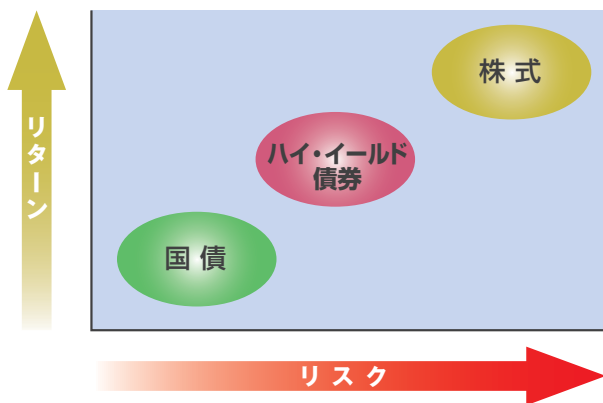 リターン
株式
ハイ・イールド
債券
国債
リスク